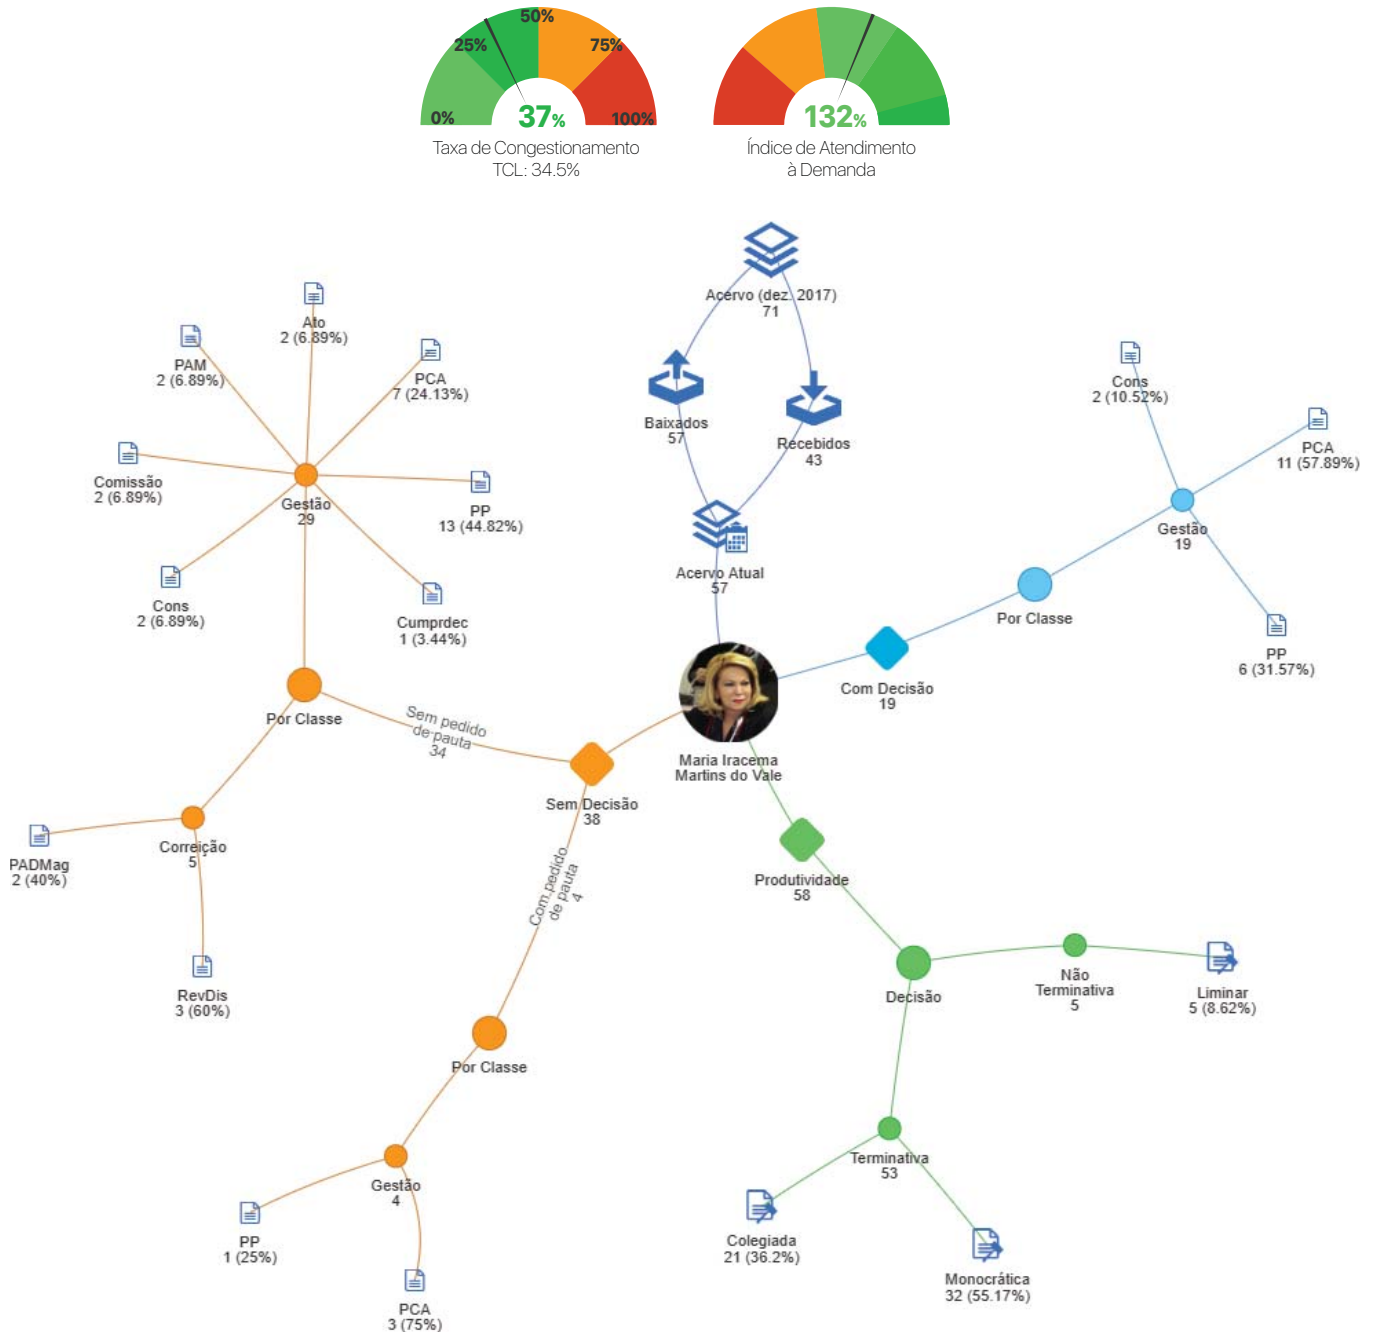 50%
25%
75%
0%
37%
100%
Taxa de Congestionamento
TCL: 34.5%
132%
Índice de Atendimento
à Demanda
Acervo (dez. 2017)
71
Baixados
57
Recebidos
43
Acervo Atual
57
Maria Iracema
Martins do Vale
Ato
2 (6.89%)
PAM
2 (6.89%)
PCA
7 (24.13%)
Comissão
2 (6.89%)
Gestão
29
PP
13 (44.82%)
Cons
2 (6.89%)
Cumprdec
1 (3.44%)
Por Classe
Sem pedido
de pauta
34
Sem Decisão
38
Correição
5
PADMag
2 (40%)
RevDis
3 (60%)
Com pedido
de pauta
4
Por Classe
Gestão
4
PP
1 (25%)
PCA
3 (75%)
Cons
2 (10.52%)
PCA
11 (57.89%)
Gestão
19
PP
6 (31.57%)
Por Classe
Com Decisão
19
Produtividade
58
Decisão
Não
Terminativa
5
Liminar
5 (8.62%)
Terminativa
53
Colegiada
21 (36.2%)
Monocrática
32 (55.17%)